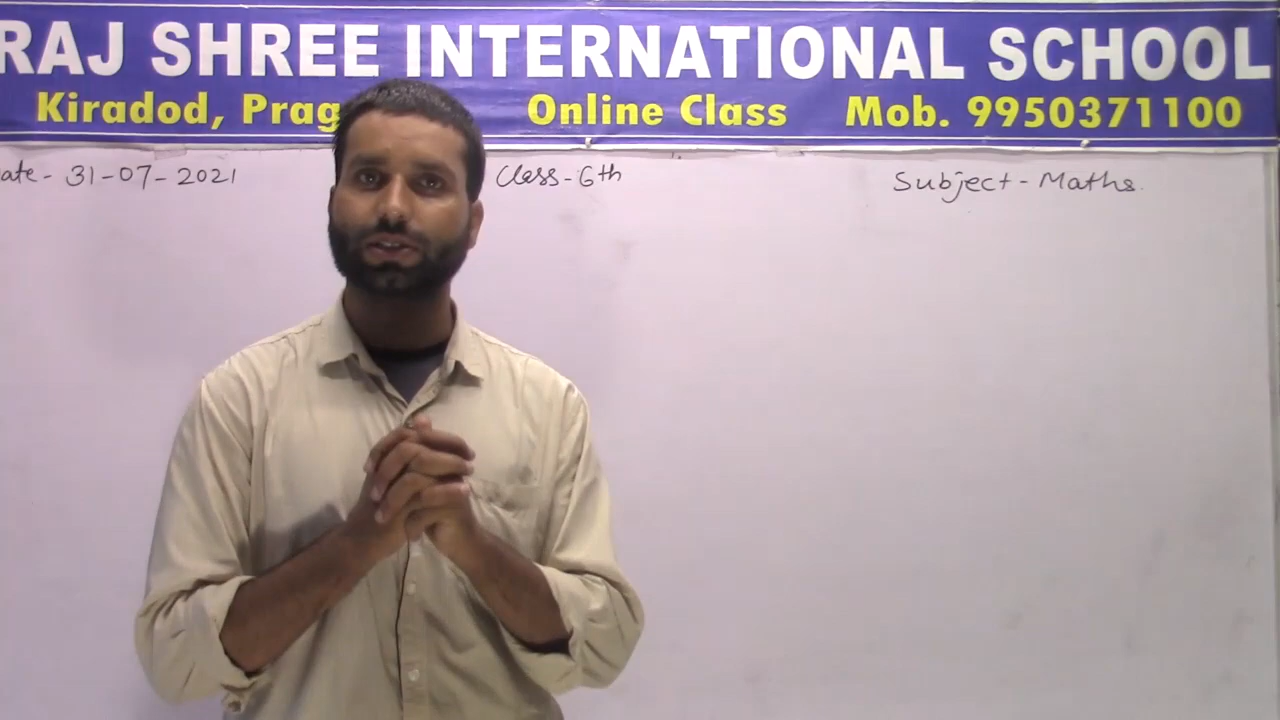 RAJ SHREE INTERNATIONAL SCHOOL
Kiradod, Prag Online Class Mob. 9950371100
ate - 31-07-2021 Class - 6th Subject - Maths.